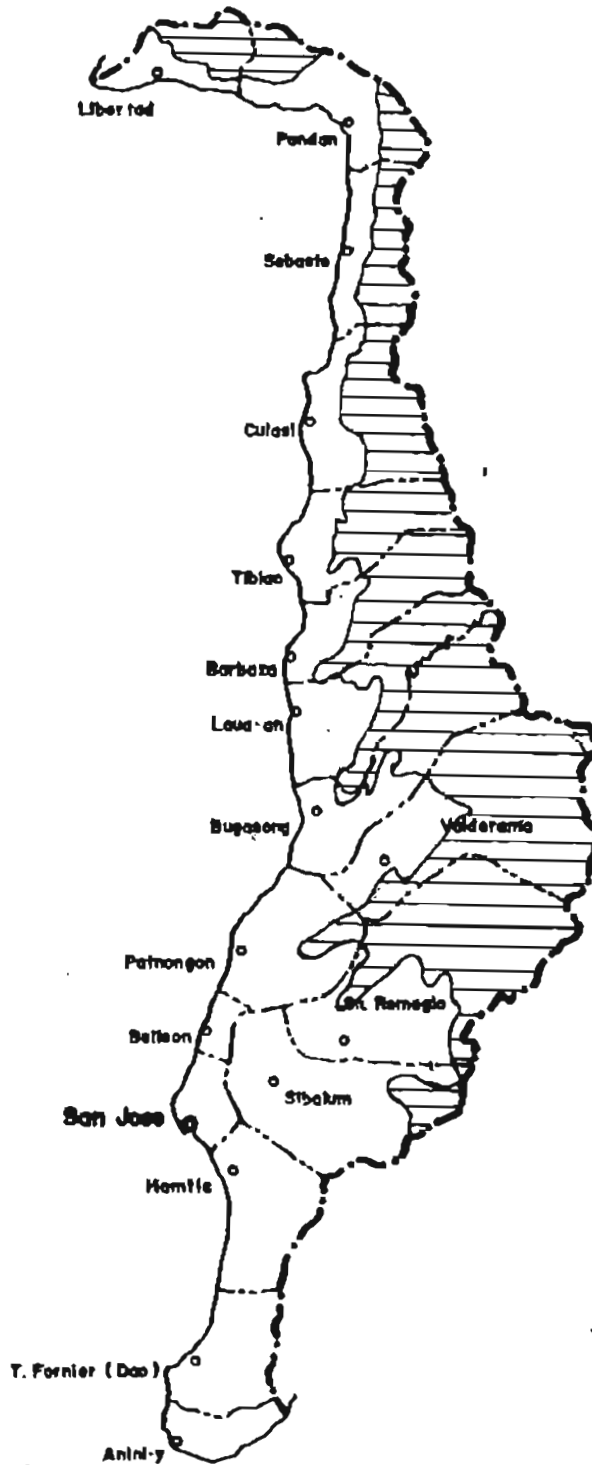 Libertad
Pandan
Sebaste
Culasi
Tibiao
Barbaza
Laua-an
Bugasong
Valderama
Patnongon
Sn. Remegio
Belison
Sibalum
San Jose
Hamtic
T. Fornier (Dao)
Anini-y